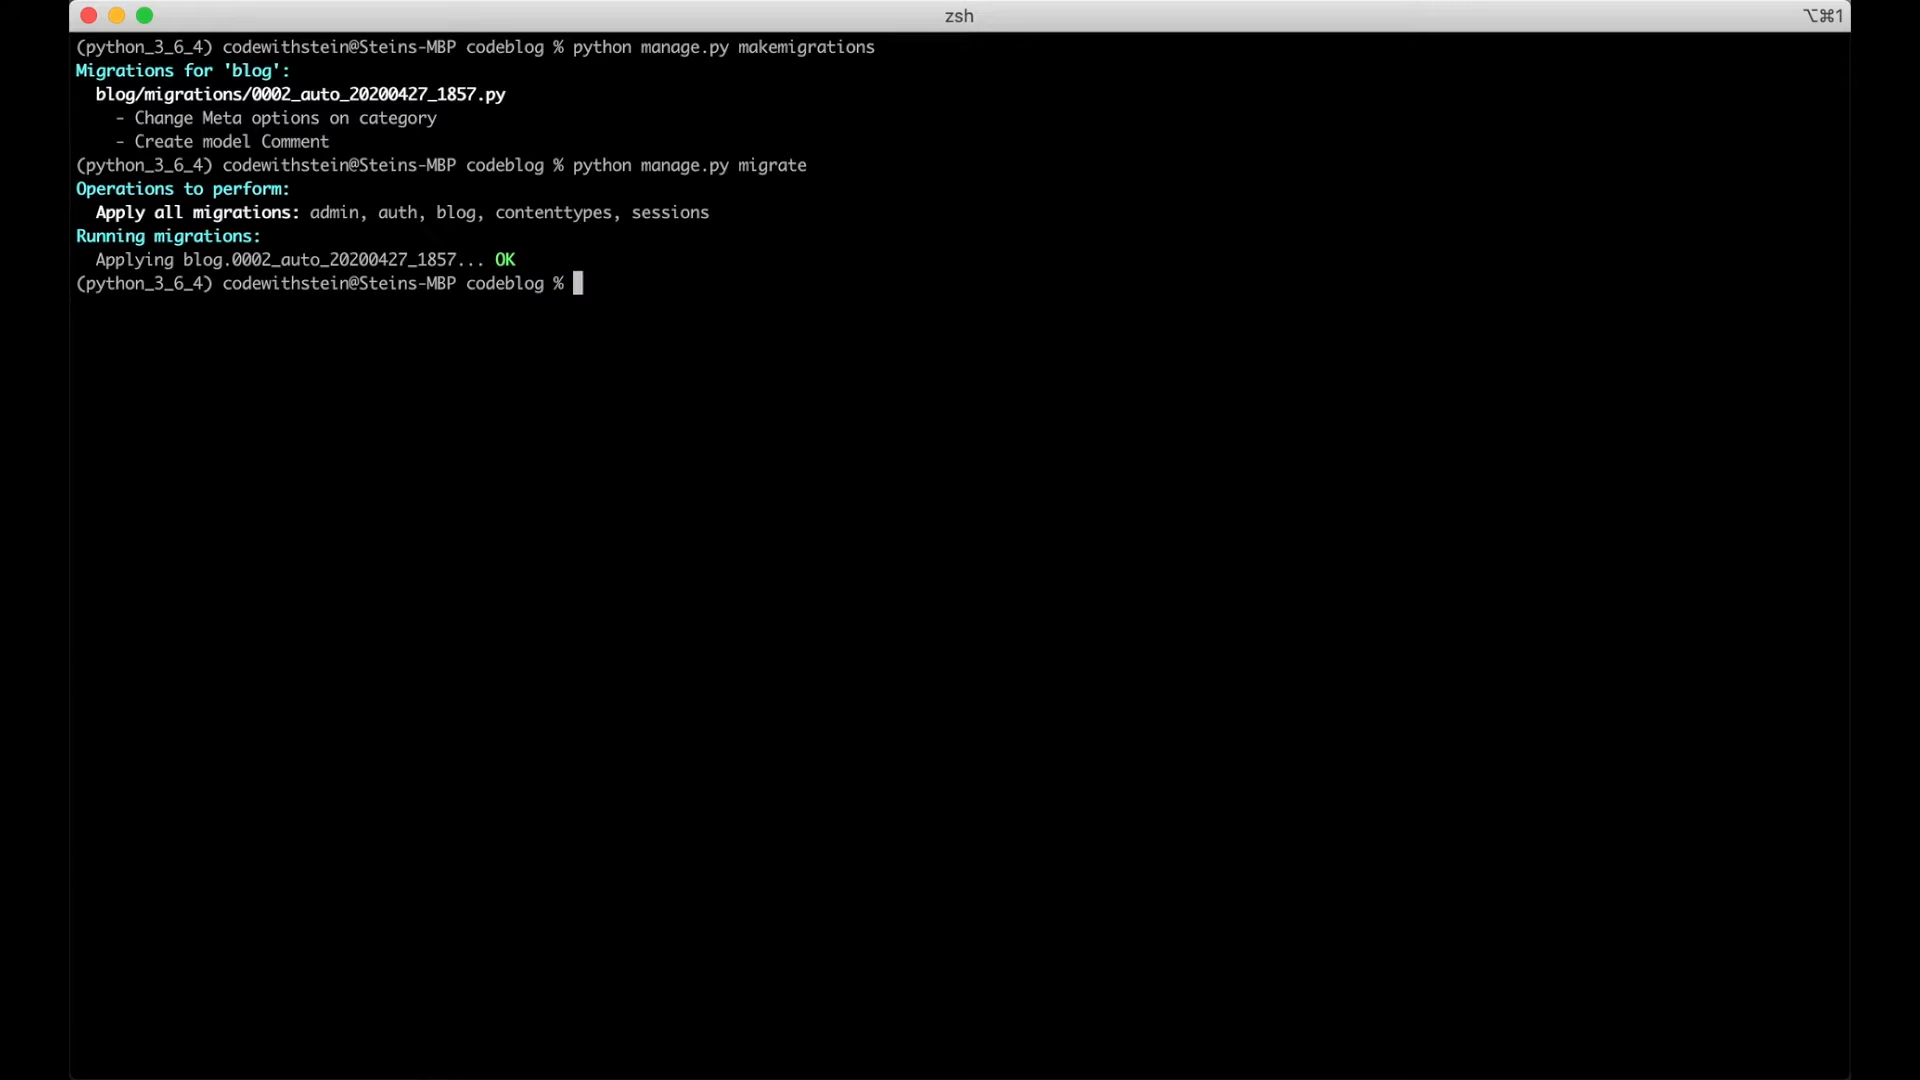 zsh
⌥⌘1
(python_3_6_4) codewithstein@Steins-MBP codeblog % python manage.py makemigrations
Migrations for 'blog':
blog/migrations/0002_auto_20200427_1857.py
- Change Meta options on category
- Create model Comment
(python_3_6_4) codewithstein@Steins-MBP codeblog % python manage.py migrate
Operations to perform:
Apply all migrations: admin, auth, blog, contenttypes, sessions
Running migrations:
Applying blog.0002_auto_20200427_1857... OK
(python_3_6_4) codewithstein@Steins-MBP codeblog %